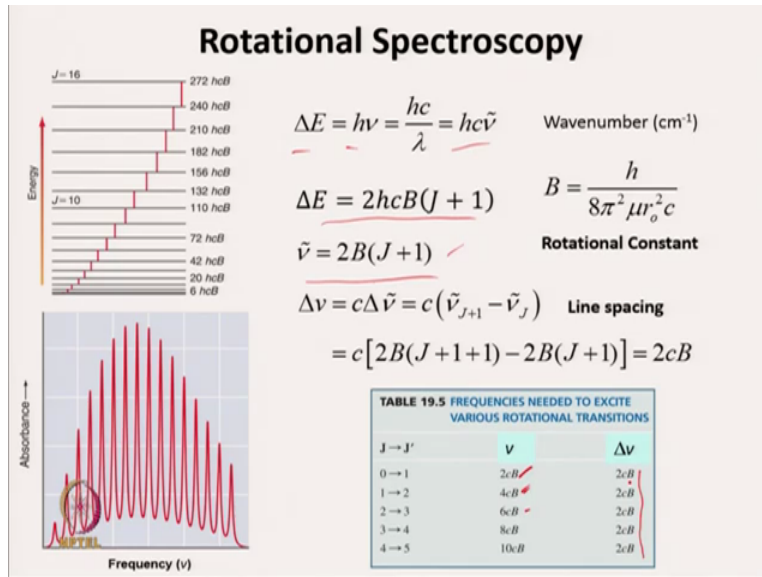 Rotational Spectroscopy
J=16
272 hcB
240 hcB
210 hcB
182 hcB
156 hcB
132 hcB
J=10
110 hcB
72 hcB
42 hcB
20 hcB
6 hcB
Energy
ΔE = hν = hc/λ = hcν̃
Wavenumber (cm⁻¹)
ΔE = 2hcB(J + 1)
B = h/8π²μr₀²c
ν̃ = 2B(J+1)
Rotational Constant
Δν = cΔν̃ = c(ν̃_J+1 − ν̃_J)
Line spacing
= c[2B(J+1+1) − 2B(J+1)] = 2cB
Absorbance
Frequency (ν)
NPTEL
TABLE 19.5 FREQUENCIES NEEDED TO EXCITE
VARIOUS ROTATIONAL TRANSITIONS
J→J' ν Δν
0→1 2cB 2cB
1→2 4cB 2cB
2→3 6cB 2cB
3→4 8cB 2cB
4→5 10cB 2cB